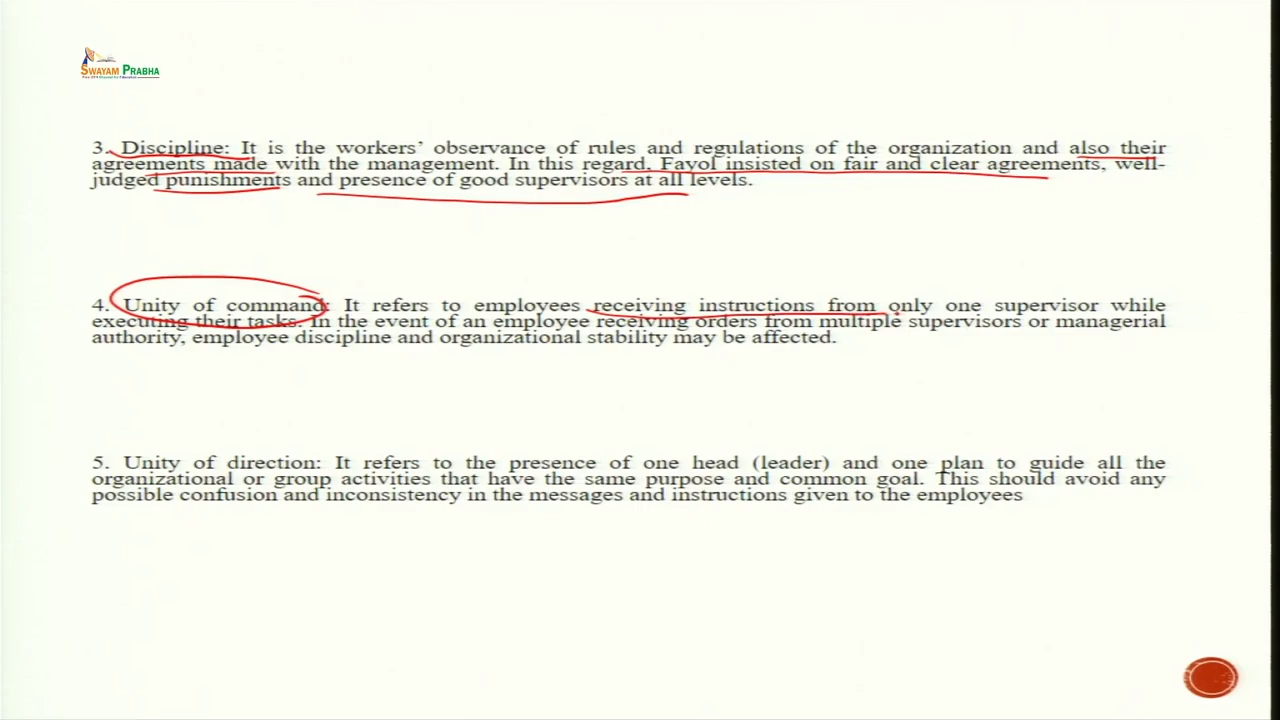 SWAYAM PRABHA
3. Discipline: It is the workers' observance of rules and regulations of the organization and also their
agreements made with the management. In this regard, Fayol insisted on fair and clear agreements, well-
judged punishments and presence of good supervisors at all levels.
4. Unity of command: It refers to employees receiving instructions from only one supervisor while
executing their tasks. In the event of an employee receiving orders from multiple supervisors or managerial
authority, employee discipline and organizational stability may be affected.
5. Unity of direction: It refers to the presence of one head (leader) and one plan to guide all the
organizational or group activities that have the same purpose and common goal. This should avoid any
possible confusion and inconsistency in the messages and instructions given to the employees